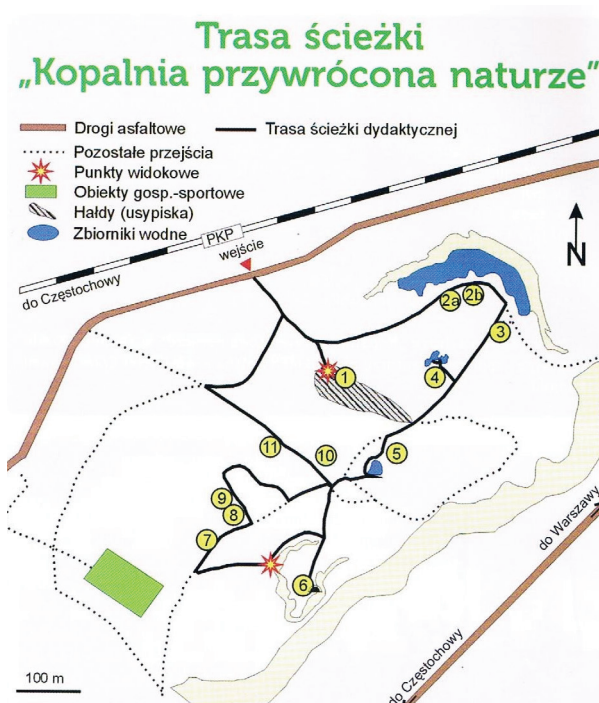 Trasa ścieżki
„Kopalnia przywrócona naturze”
Drogi asfaltowe
Trasa ścieżki dydaktycznej
Pozostałe przejścia
Punkty widokowe
Obiekty gosp.-sportowe
Hałdy (usypiska)
Zbiorniki wodne
PKP
wejście
do Częstochowy
N
2a
2b
3
1
4
11
10
5
9
8
7
6
do Warszawy
do Częstochowy
100 m